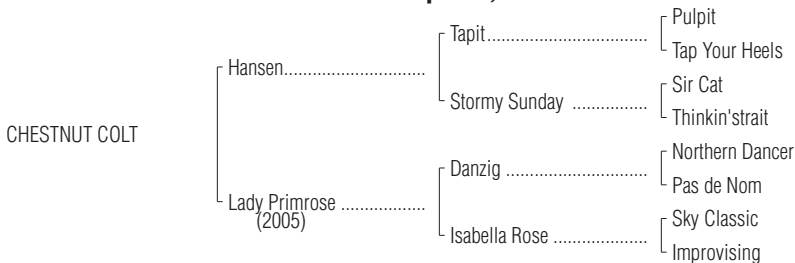 Pulpit
Tapit................................
Tap Your Heels
Hansen...........................
Sir Cat
Stormy Sunday ................
Thinkin'strait
CHESTNUT COLT
Northern Dancer
Danzig ...........................
Pas de Nom
Lady Primrose ................
(2005)
Sky Classic
Isabella Rose ..................
Improvising